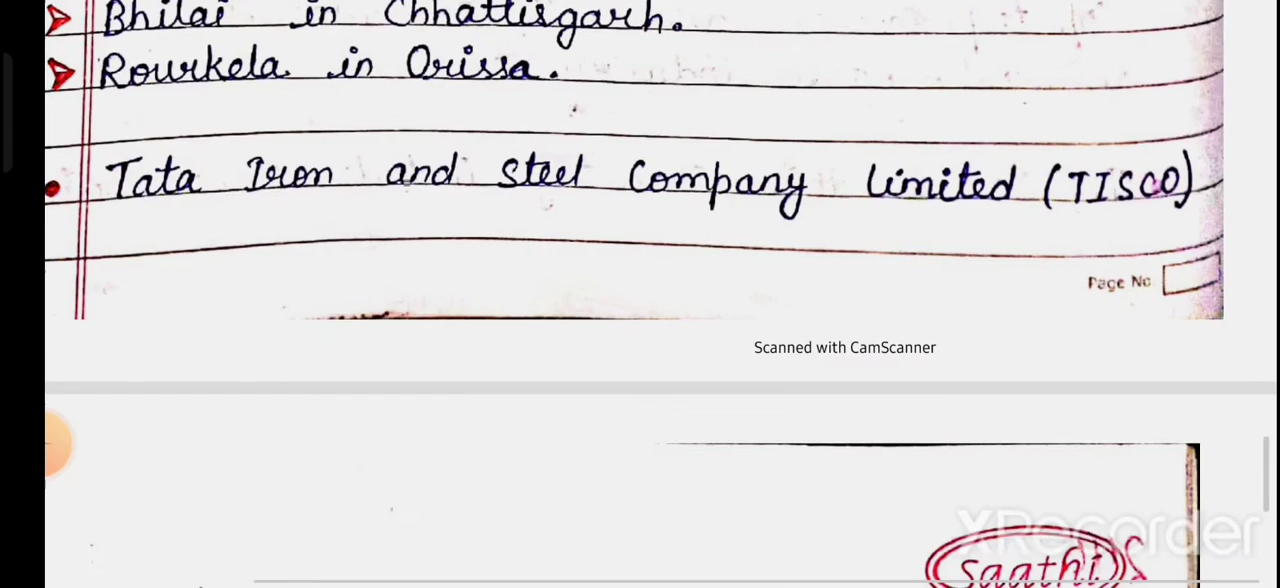 Bhilai in Chhattisgarh.
Rourkela in Orissa.
Tata Iron and Steel Company Limited (TISCO)
Page No
Scanned with CamScanner
XRecorder
Saathi